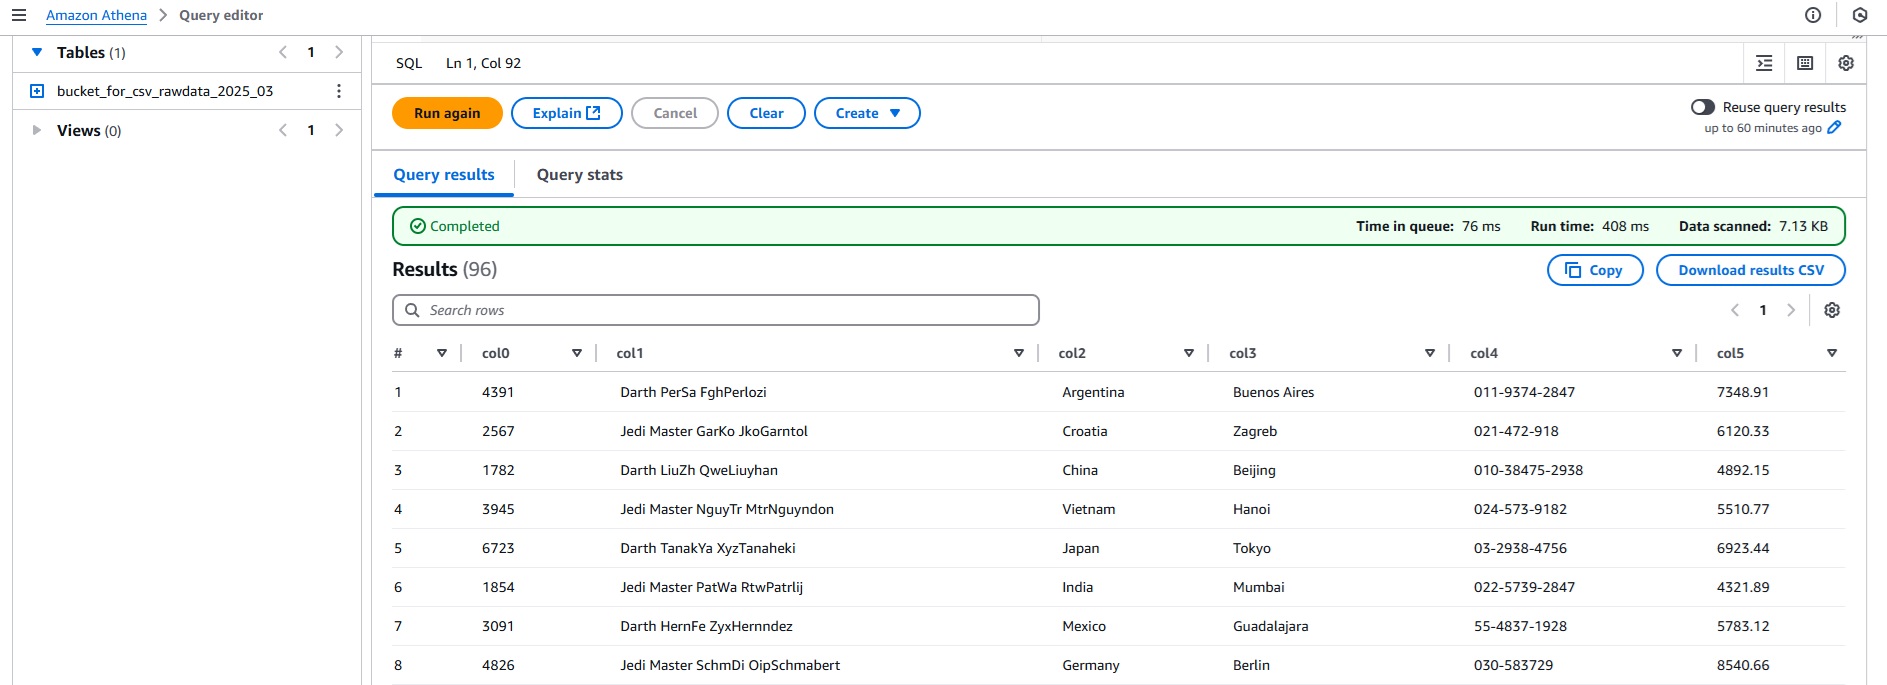 Amazon Athena > Query editor
Tables (1) < 1 >
bucket_for_csv_rawdata_2025_03
Views (0) < 1 >
SQL Ln 1, Col 92
Run again Explain Cancel Clear Create
Reuse query results
up to 60 minutes ago
Query results Query stats
Completed Time in queue: 76 ms Run time: 408 ms Data scanned: 7.13 KB
Results (96) Copy Download results CSV
Search rows < 1 >
# col0 col1 col2 col3 col4 col5
1 4391 Darth PerSa FghPerlozi Argentina Buenos Aires 011-9374-2847 7348.91
2 2567 Jedi Master GarKo JkoGarntol Croatia Zagreb 021-472-918 6120.33
3 1782 Darth LiuZh QweLiuyhan China Beijing 010-38475-2938 4892.15
4 3945 Jedi Master NguyTr MtrNguyndon Vietnam Hanoi 024-573-9182 5510.77
5 6723 Darth TanakYa XyzTanaheki Japan Tokyo 03-2938-4756 6923.44
6 1854 Jedi Master PatWa RtwPatrlij India Mumbai 022-5739-2847 4321.89
7 3091 Darth HernFe ZyxHernndez Mexico Guadalajara 55-4837-1928 5783.12
8 4826 Jedi Master SchmDi OipSchmabert Germany Berlin 030-583729 8540.66